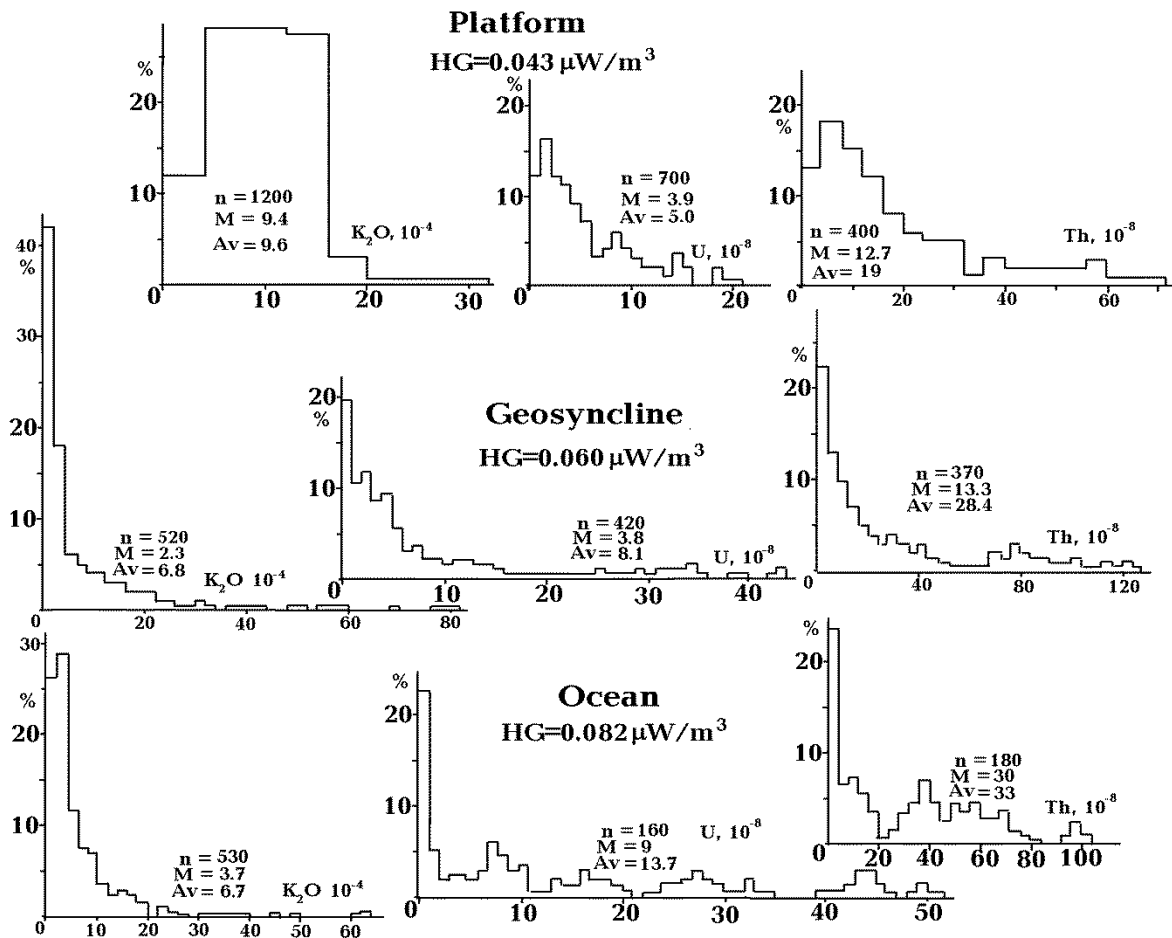 Platform
HG=0.043 μW/m³
%
20
10
n = 1200
M = 9.4
Av = 9.6
K₂O, 10⁻⁴
0 10 20 30
%
20
10
n = 700
M = 3.9
Av = 5.0
U, 10⁻⁸
0 10 20
20
%
10
n = 400
M = 12.7
Av = 19
Th, 10⁻⁸
0 20 40 60
40
%
30
20
10
n = 520
M = 2.3
Av = 6.8
K₂O 10⁻⁴
0 20 40 60 80
Geosyncline
HG=0.060 μW/m³
20
%
10
n = 420
M = 3.8
Av = 8.1
U, 10⁻⁸
0 10 20 30 40
%
20
10
n = 370
M = 13.3
Av = 28.4
Th, 10⁻⁸
0 40 80 120
30
%
20
10
n = 530
M = 3.7
Av = 6.7
K₂O 10⁻⁴
0 10 20 30 40 50 60
Ocean
HG=0.082 μW/m³
%
20
10
n = 160
M = 9
Av = 13.7
U, 10⁻⁸
0 10 20 30 40 50
%
20
10
n = 180
M = 30
Av = 33
Th, 10⁻⁸
0 20 40 60 80 100